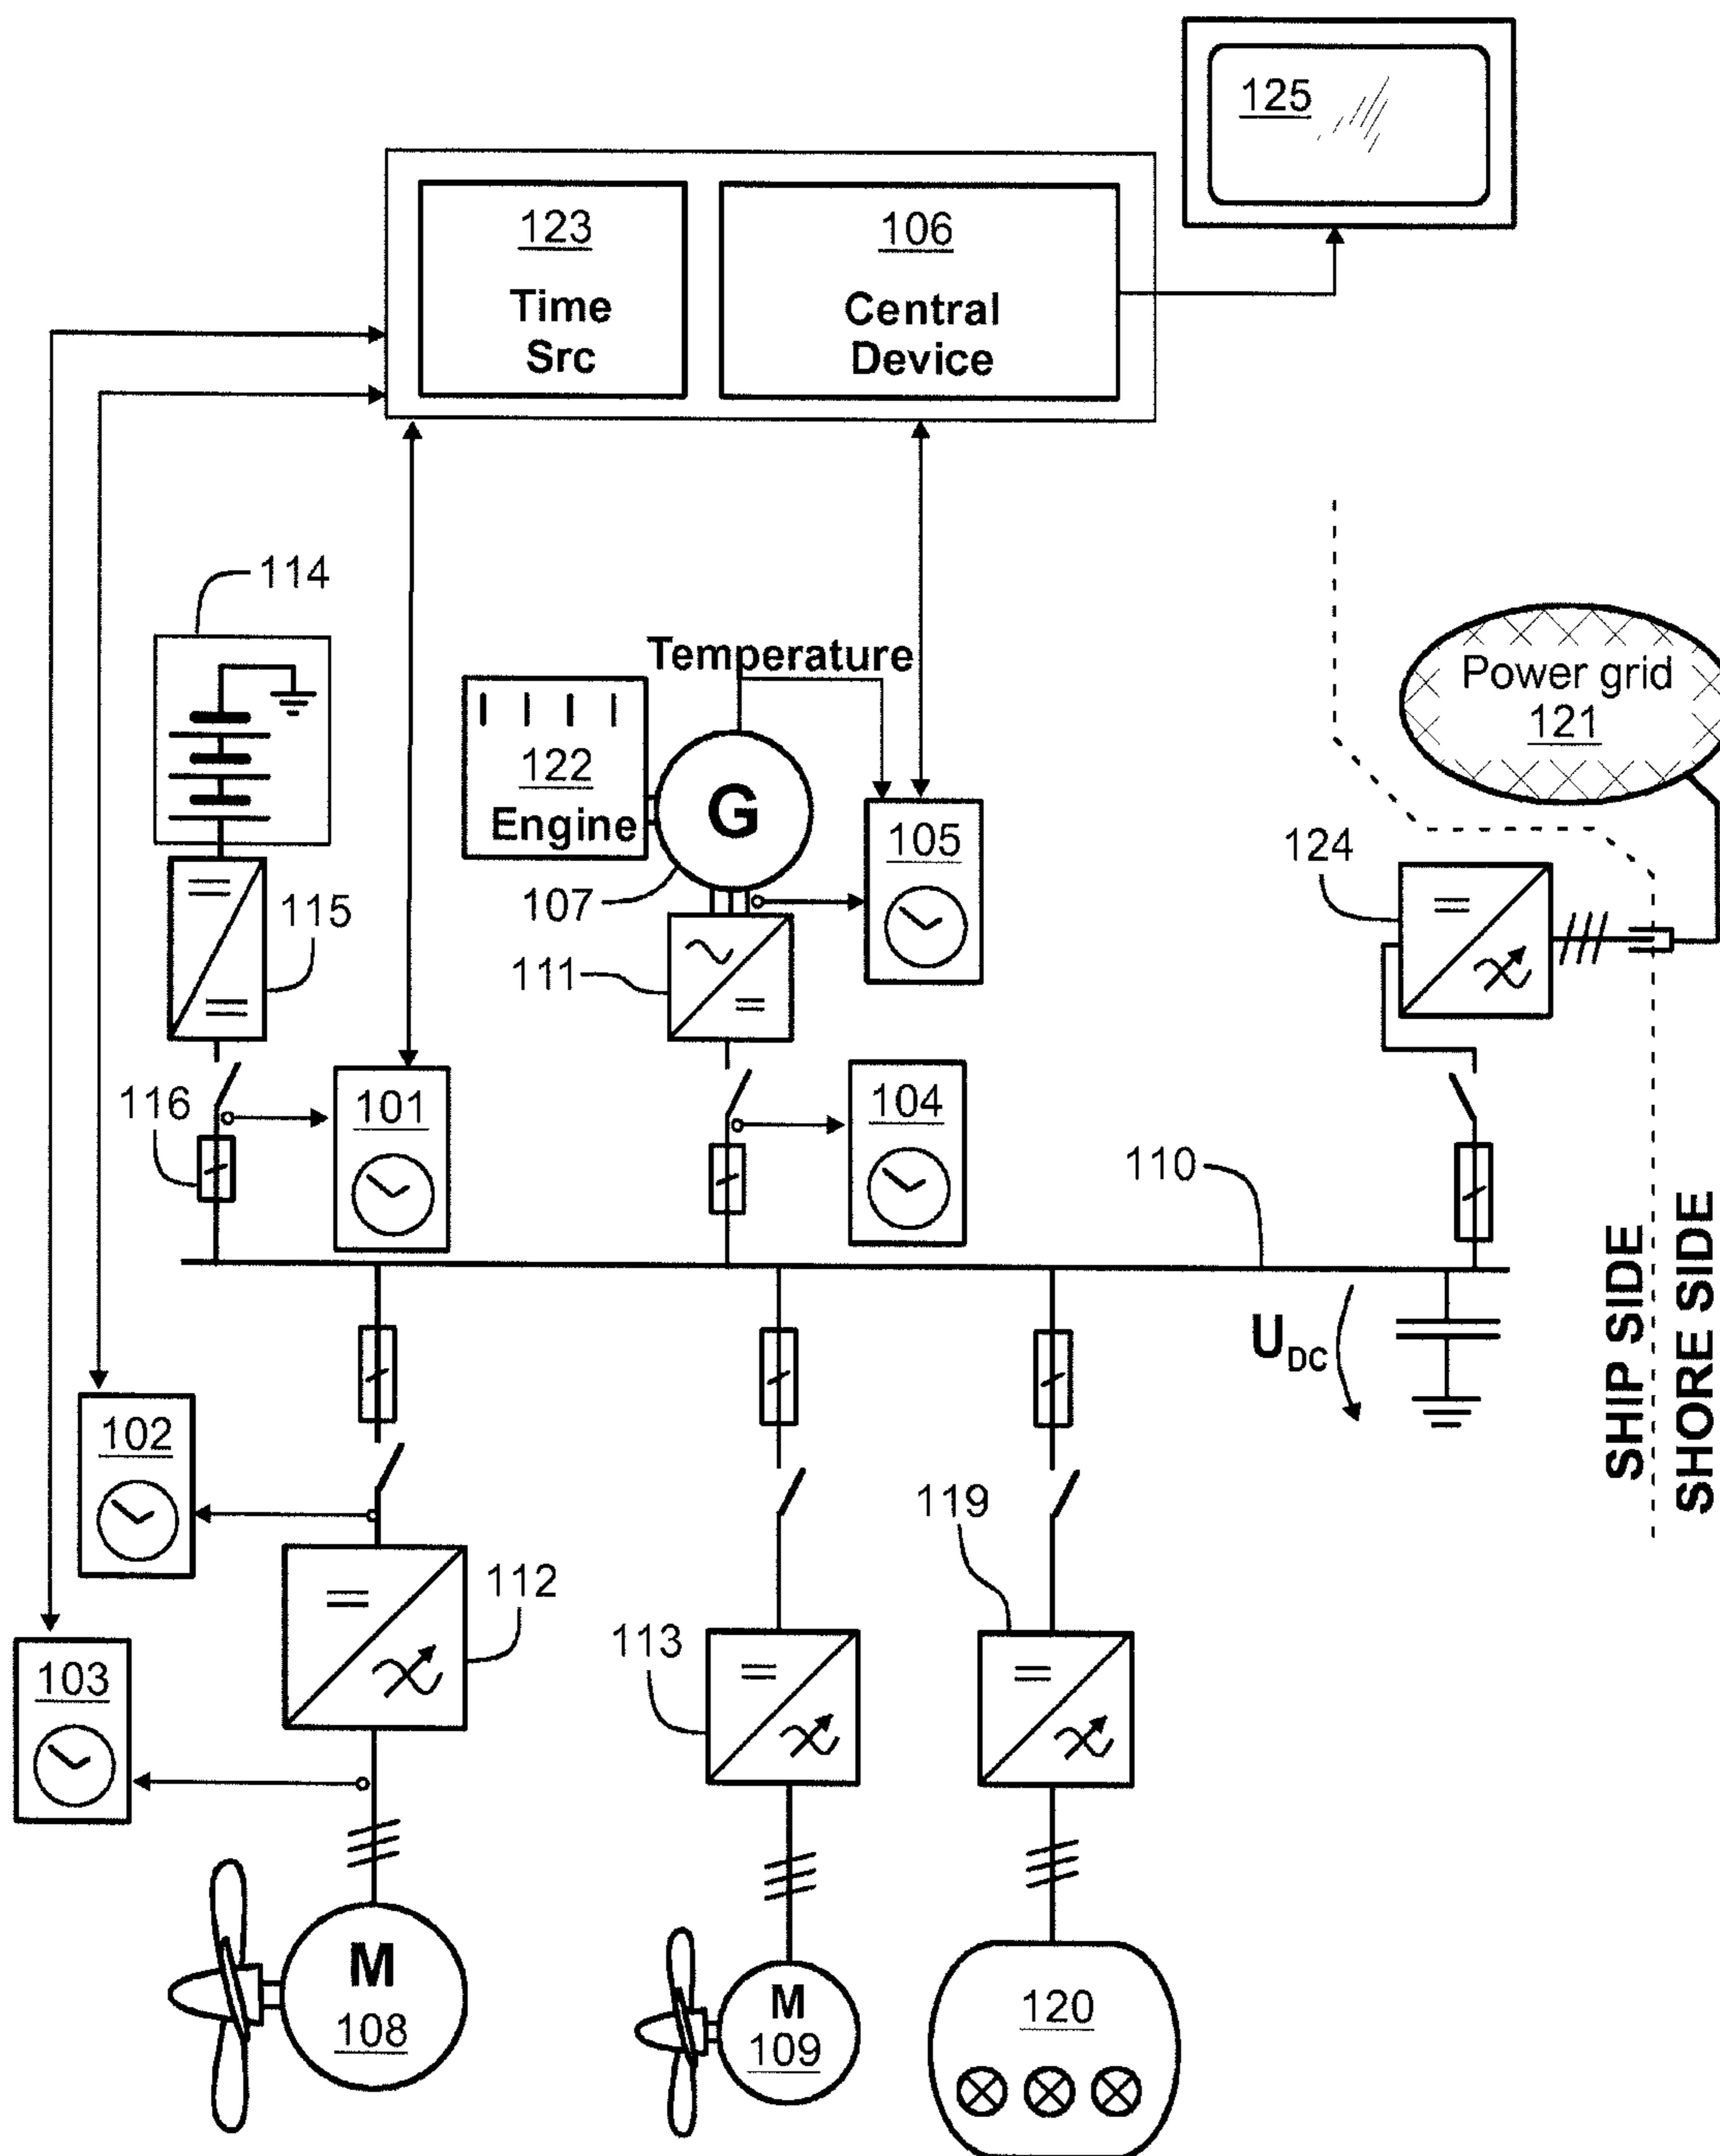 125
123
Time
Src
106
Central
Device
114
Temperature
122
Engine
G
107
105
Power grid
121
124
115
111
116
101
104
110
SHIP SIDE
SHORE SIDE
U DC
102
112
119
103
113
M
108
M
109
120